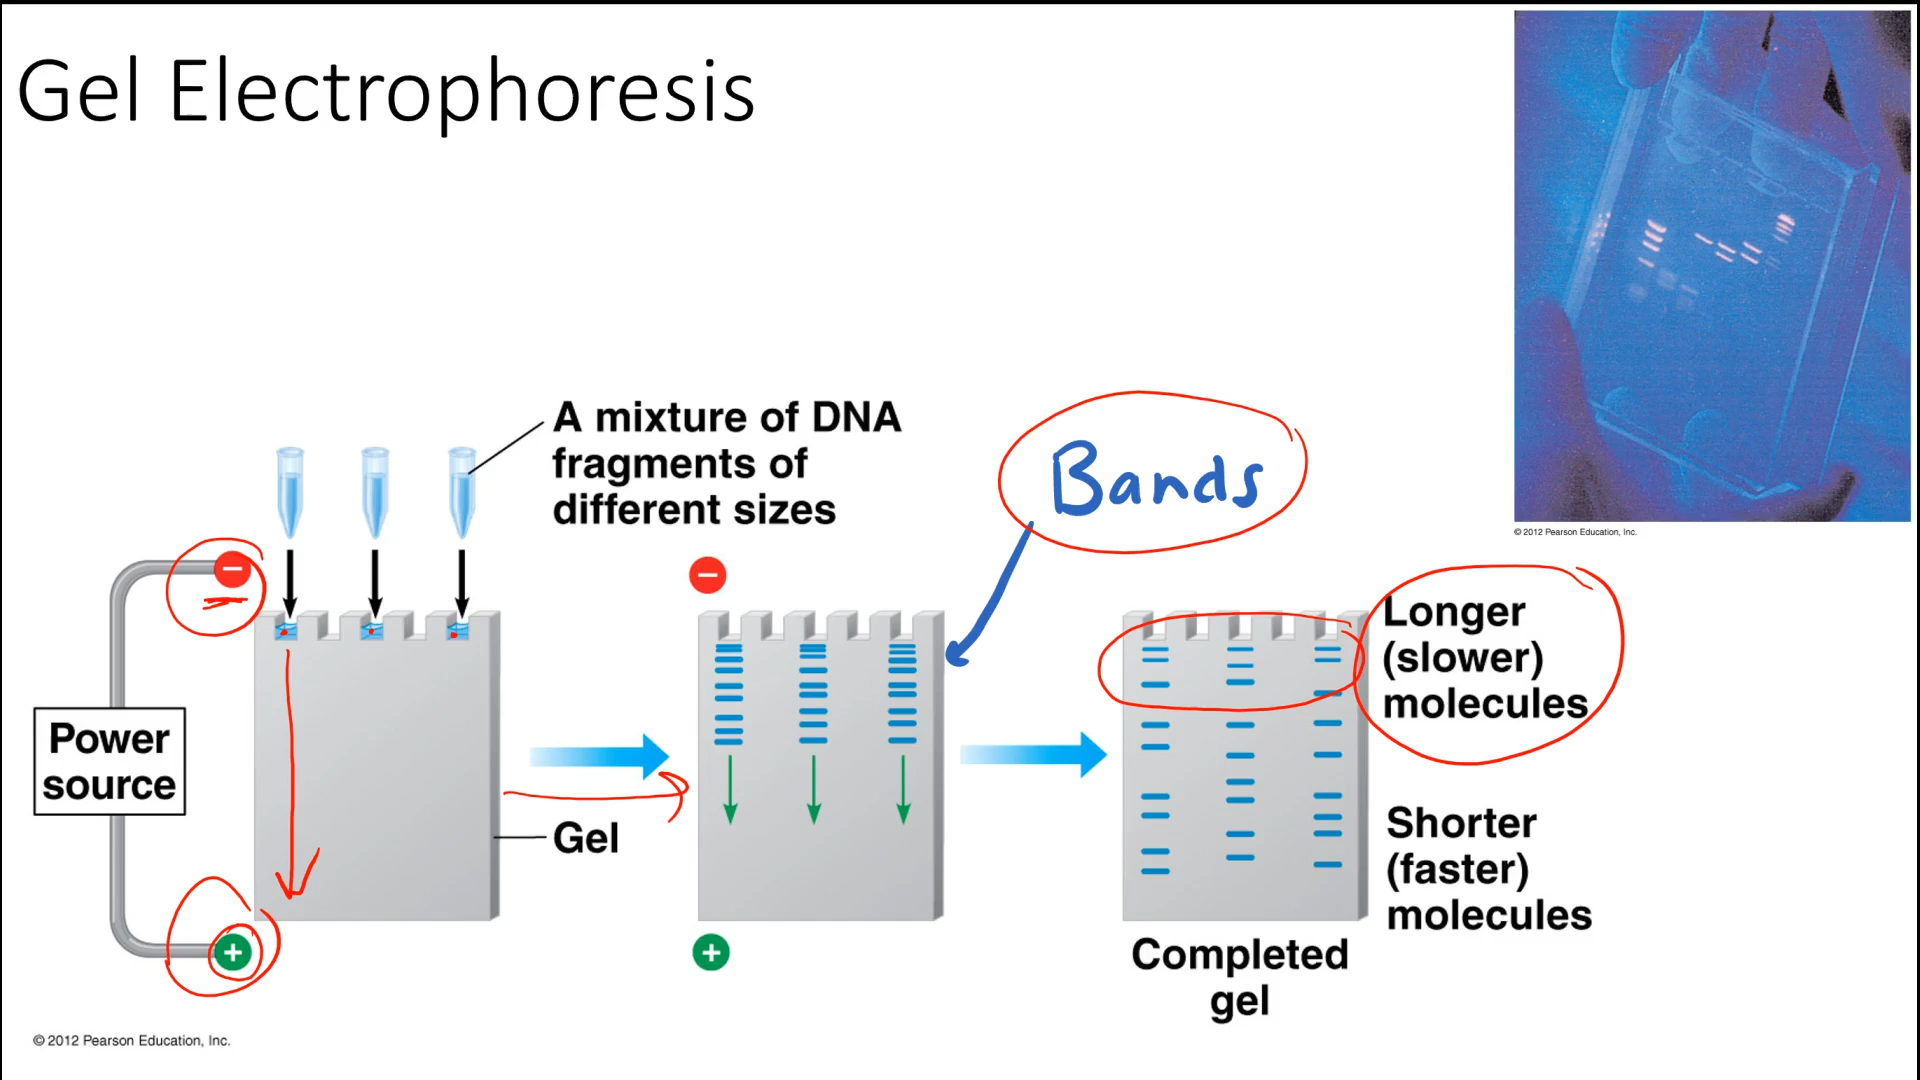 Gel Electrophoresis
© 2012 Pearson Education, Inc.
A mixture of DNA
fragments of
different sizes
Bands
−
−
Longer
(slower)
molecules
Power
source
Gel
Shorter
(faster)
molecules
+
+
Completed
gel
© 2012 Pearson Education, Inc.